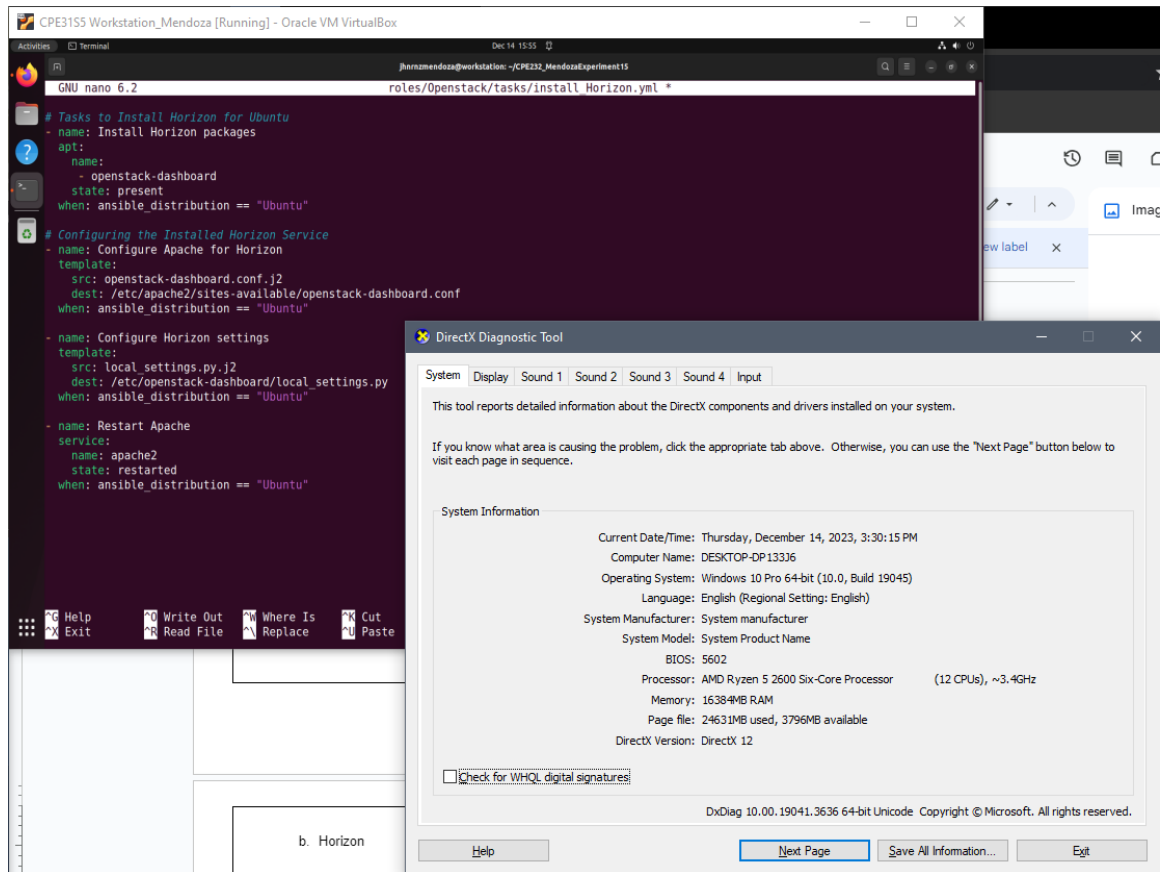 CPE31S5 Workstation_Mendoza [Running] - Oracle VM VirtualBox
Activities Terminal Dec 14 15:55
jhnrnzmendoza@workstation: ~/CPE232_MendozaExperiment15
GNU nano 6.2 roles/Openstack/tasks/install_Horizon.yml *
# Tasks to Install Horizon for Ubuntu
- name: Install Horizon packages
apt:
name:
- openstack-dashboard
state: present
when: ansible_distribution == "Ubuntu"
# Configuring the Installed Horizon Service
- name: Configure Apache for Horizon
template:
src: openstack-dashboard.conf.j2
dest: /etc/apache2/sites-available/openstack-dashboard.conf
when: ansible_distribution == "Ubuntu"
- name: Configure Horizon settings
template:
src: local_settings.py.j2
dest: /etc/openstack-dashboard/local_settings.py
when: ansible_distribution == "Ubuntu"
- name: Restart Apache
service:
name: apache2
state: restarted
when: ansible_distribution == "Ubuntu"
^G Help ^O Write Out ^W Where Is ^K Cut
^X Exit ^R Read File ^\ Replace ^U Paste
Imag
ew label
DirectX Diagnostic Tool
System Display Sound 1 Sound 2 Sound 3 Sound 4 Input
This tool reports detailed information about the DirectX components and drivers installed on your system.
If you know what area is causing the problem, click the appropriate tab above. Otherwise, you can use the "Next Page" button below to
visit each page in sequence.
System Information
Current Date/Time: Thursday, December 14, 2023, 3:30:15 PM
Computer Name: DESKTOP-DP133J6
Operating System: Windows 10 Pro 64-bit (10.0, Build 19045)
Language: English (Regional Setting: English)
System Manufacturer: System manufacturer
System Model: System Product Name
BIOS: 5602
Processor: AMD Ryzen 5 2600 Six-Core Processor (12 CPUs), ~3.4GHz
Memory: 16384MB RAM
Page file: 24631MB used, 3796MB available
DirectX Version: DirectX 12
Check for WHQL digital signatures
DxDiag 10.00.19041.3636 64-bit Unicode Copyright © Microsoft. All rights reserved.
Help Next Page Save All Information... Exit
b. Horizon